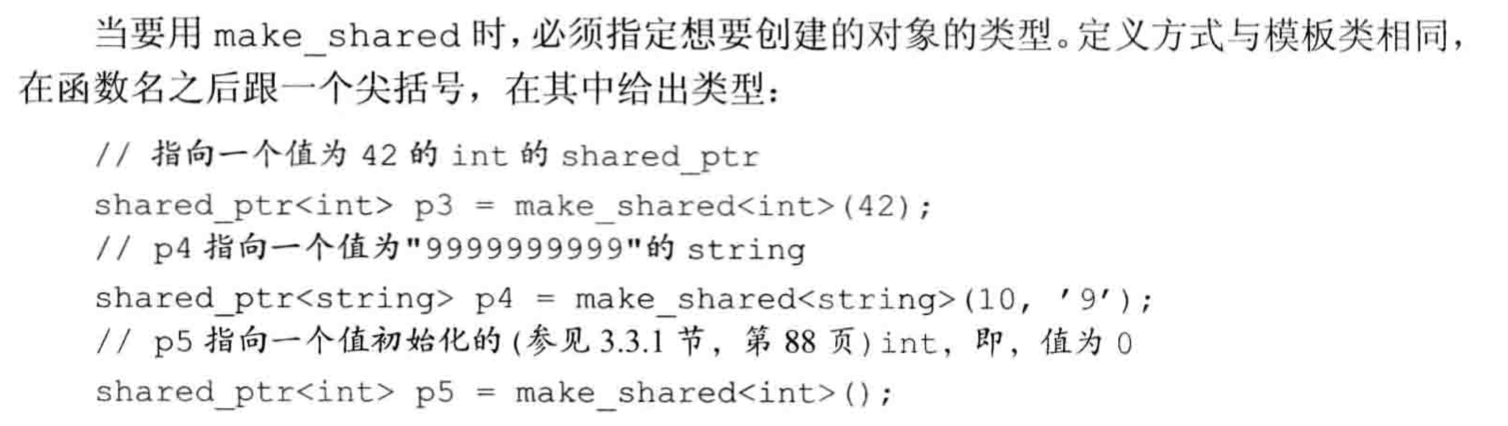 当要用 make_shared 时，必须指定想要创建的对象的类型。定义方式与模板类相同，
在函数名之后跟一个尖括号，在其中给出类型：
// 指向一个值为 42 的 int 的 shared_ptr
shared_ptr<int> p3 = make_shared<int>(42);
// p4 指向一个值为"9999999999"的 string
shared_ptr<string> p4 = make_shared<string>(10, '9');
// p5 指向一个值初始化的(参见 3.3.1 节，第 88 页)int，即，值为 0
shared_ptr<int> p5 = make_shared<int>();